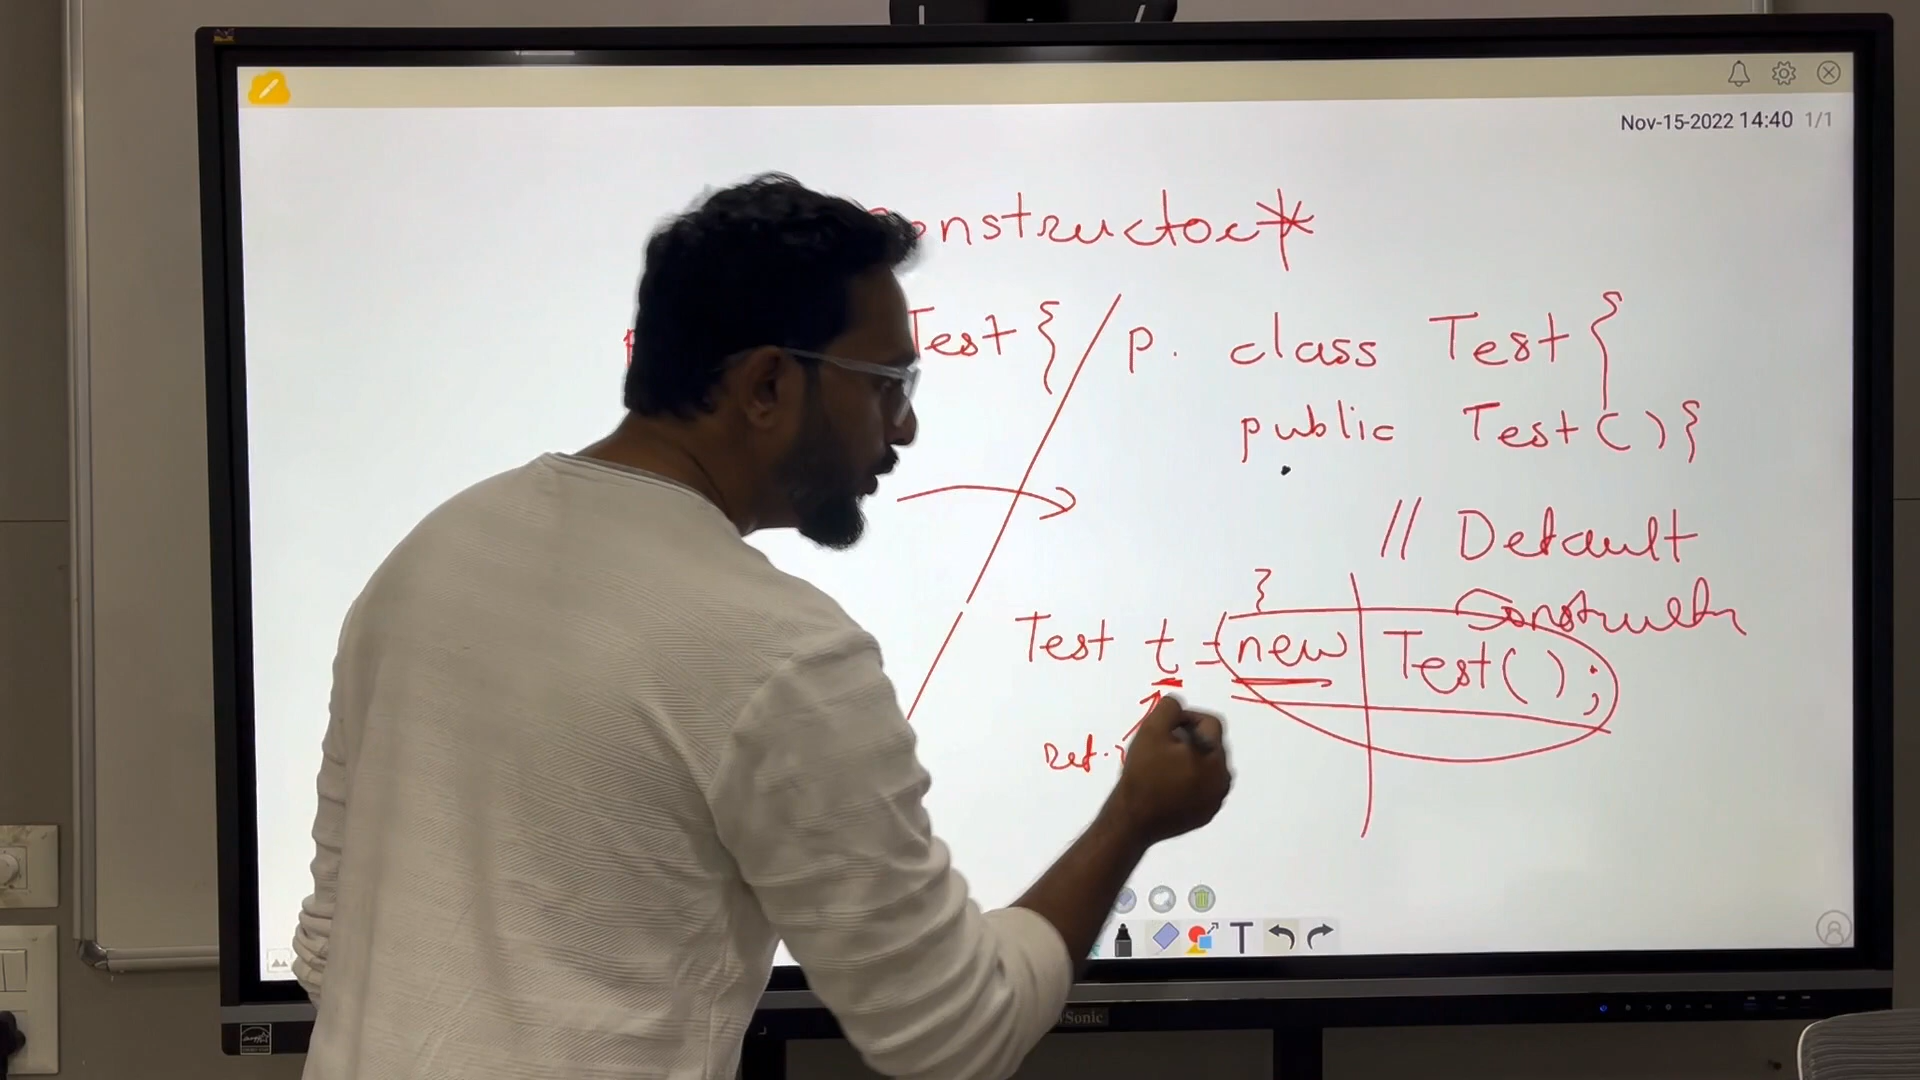 Nov-15-2022 14:40 1/1
onstructor*
Test { / p. class Test {
public Test() {
// Default
Constructor
}
Test t = new Test();
Ref.
Sonic